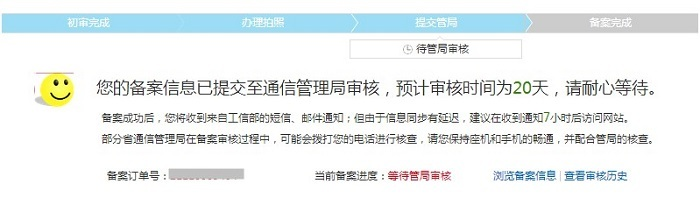 初审完成 办理拍照 提交管局 备案完成
待管局审核
您的备案信息已提交至通信管理局审核，预计审核时间为20天，请耐心等待。
备案成功后，您将收到来自工信部的短信、邮件通知；但由于信息同步有延迟，建议在收到通知7小时后访问网站。
部分省通信管理局在备案审核过程中，可能会拨打您的电话进行核查，请您保持座机和手机的畅通，并配合管局的核查。
备案订单号： 当前备案进度：等待管局审核 浏览备案信息 | 查看审核历史